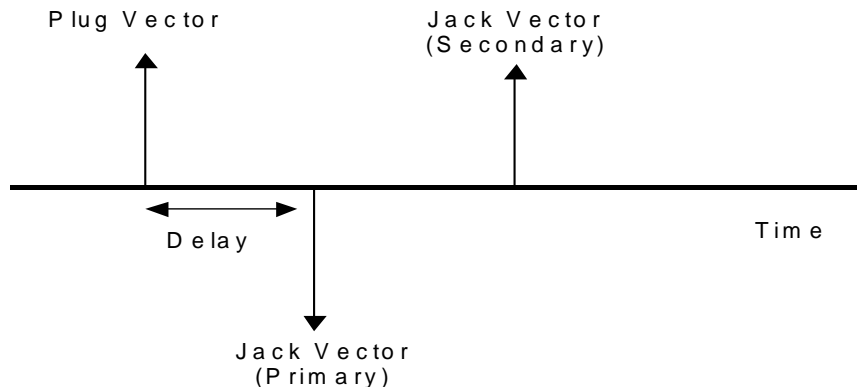 Plug Vector
Jack Vector
(Secondary)
Delay
Time
Jack Vector
(Primary)